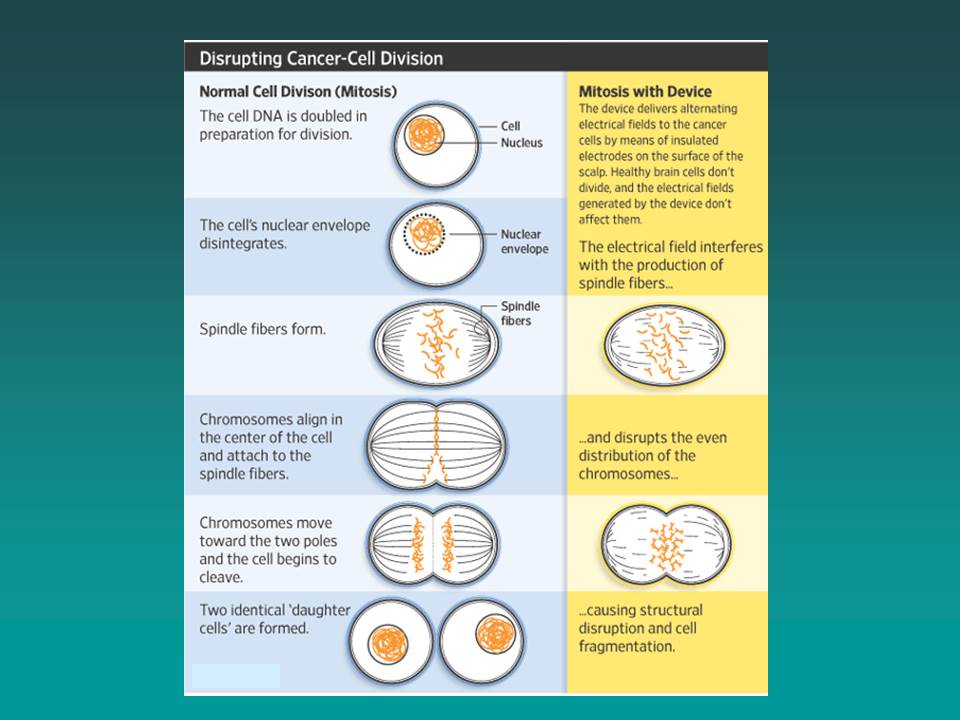 Disrupting Cancer-Cell Division
Normal Cell Divison (Mitosis)
The cell DNA is doubled in
preparation for division.
Cell
Nucleus
The cell's nuclear envelope
disintegrates.
Nuclear
envelope
Spindle fibers form.
Spindle
fibers
Chromosomes align in
the center of the cell
and attach to the
spindle fibers.
Chromosomes move
toward the two poles
and the cell begins to
cleave.
Two identical ‘daughter
cells’ are formed.
Mitosis with Device
The device delivers alternating
electrical fields to the cancer
cells by means of insulated
electrodes on the surface of the
scalp. Healthy brain cells don't
divide, and the electrical fields
generated by the device don't
affect them.
The electrical field interferes
with the production of
spindle fibers...
...and disrupts the even
distribution of the
chromosomes...
...causing structural
disruption and cell
fragmentation.